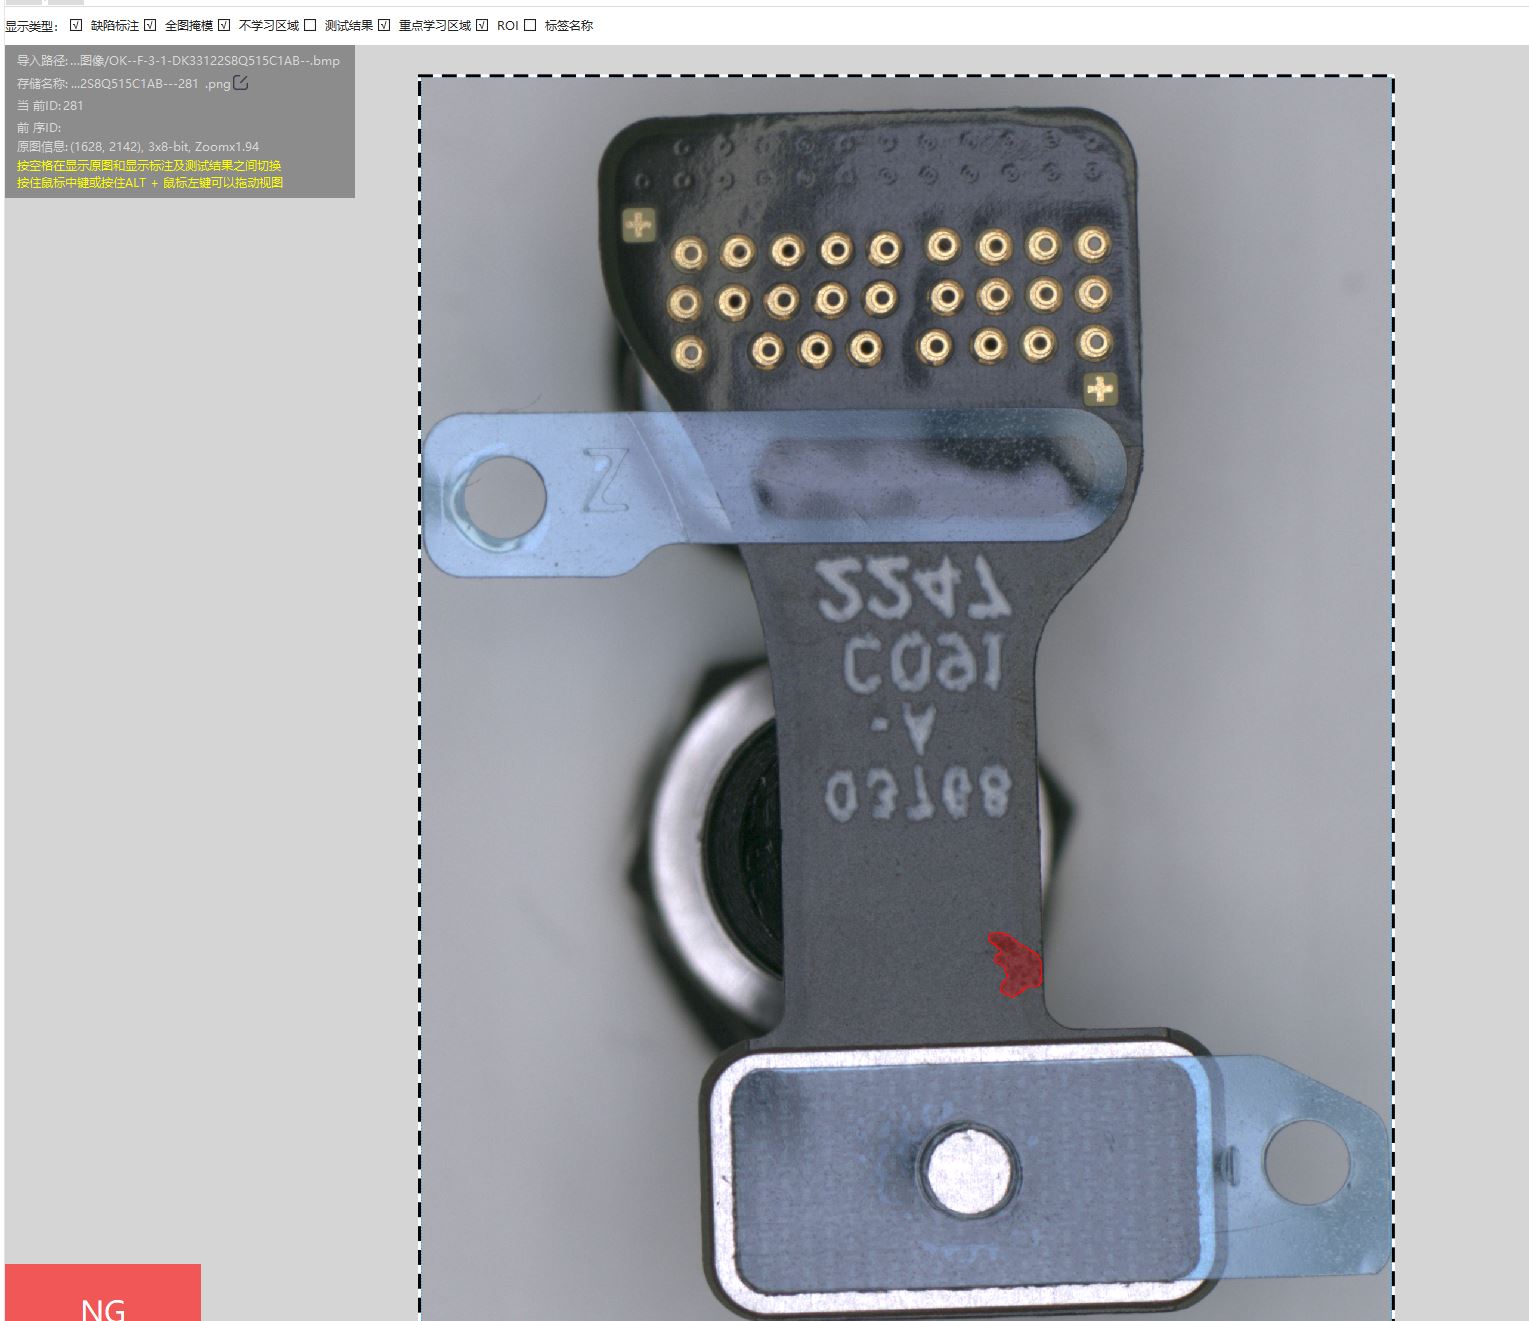 显示类型: 缺陷标注 全图掩模 不学习区域 测试结果 重点学习区域 ROI 标签名称
导入路径: ...图像/OK--F-3-1-DK33122S8Q515C1AB--.bmp
存储名称: ...2S8Q515C1AB---281 .png
当 前ID: 281
前 序ID:
原图信息: (1628, 2142), 3x8-bit, Zoomx1.94
按空格在显示原图和显示标注及测试结果之间切换
按住鼠标中键或按住ALT + 鼠标左键可以拖动视图
Z
2247
C091
-A
03768
NG